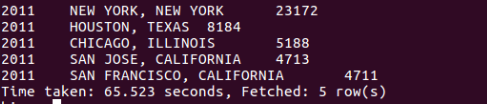 2011 NEW YORK, NEW YORK 23172
2011 HOUSTON, TEXAS 8184
2011 CHICAGO, ILLINOIS 5188
2011 SAN JOSE, CALIFORNIA 4713
2011 SAN FRANCISCO, CALIFORNIA 4711
Time taken: 65.523 seconds, Fetched: 5 row(s)